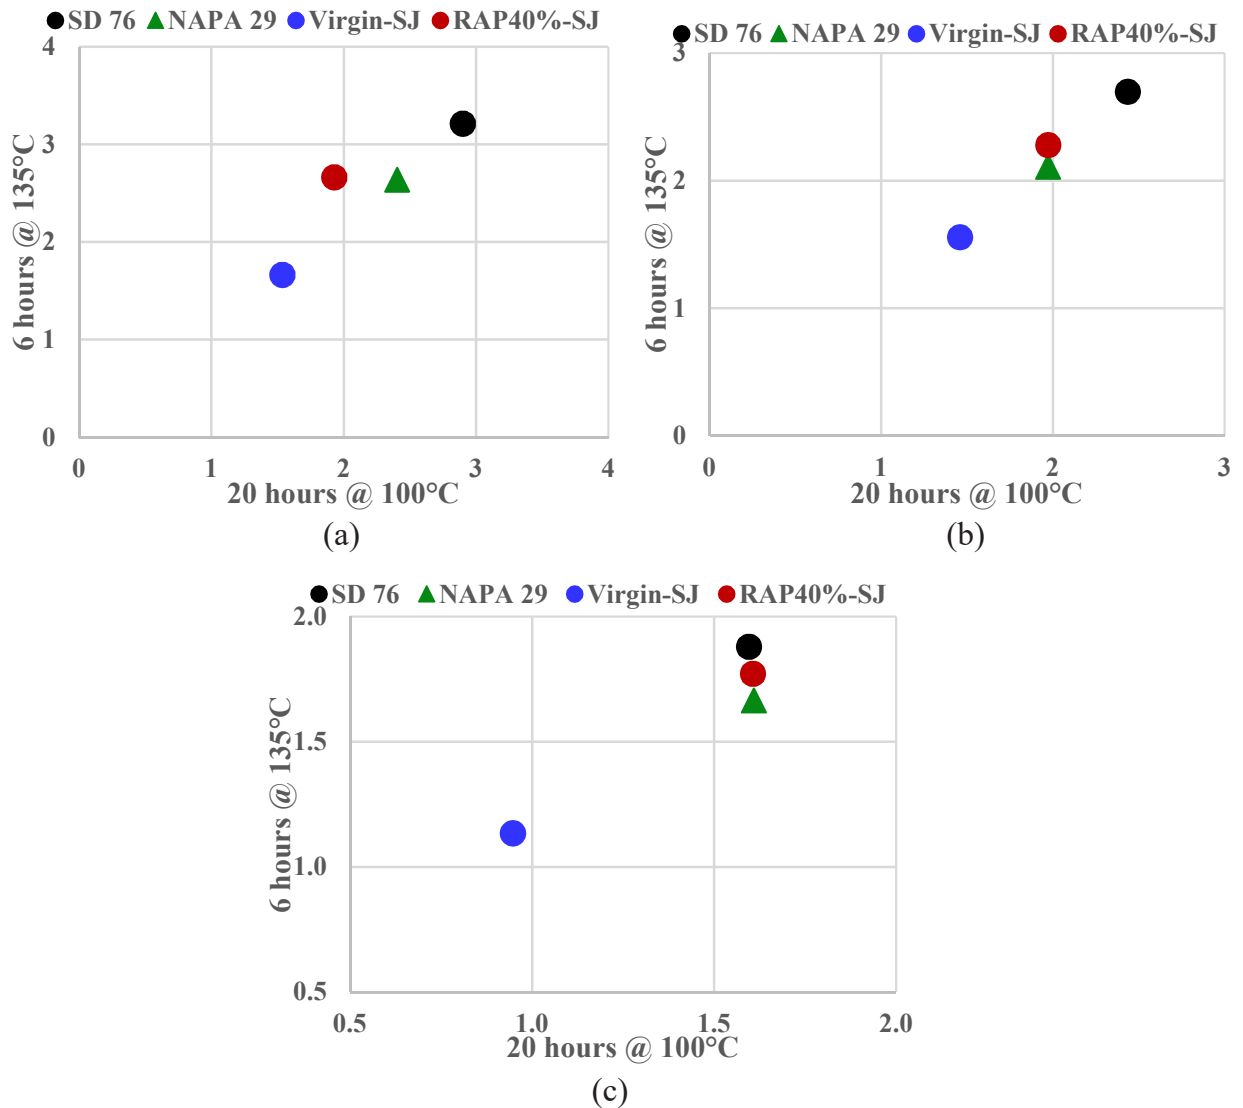 SD 76 NAPA 29 Virgin-SJ RAP40%-SJ
4
3
2
1
0
6 hours @ 135°C
0 1 2 3 4
20 hours @ 100°C
(a)
SD 76 NAPA 29 Virgin-SJ RAP40%-SJ
3
2
1
0
6 hours @ 135°C
0 1 2 3
20 hours @ 100°C
(b)
SD 76 NAPA 29 Virgin-SJ RAP40%-SJ
2.0
1.5
1.0
0.5
6 hours @ 135°C
0.5 1.0 1.5 2.0
20 hours @ 100°C
(c)